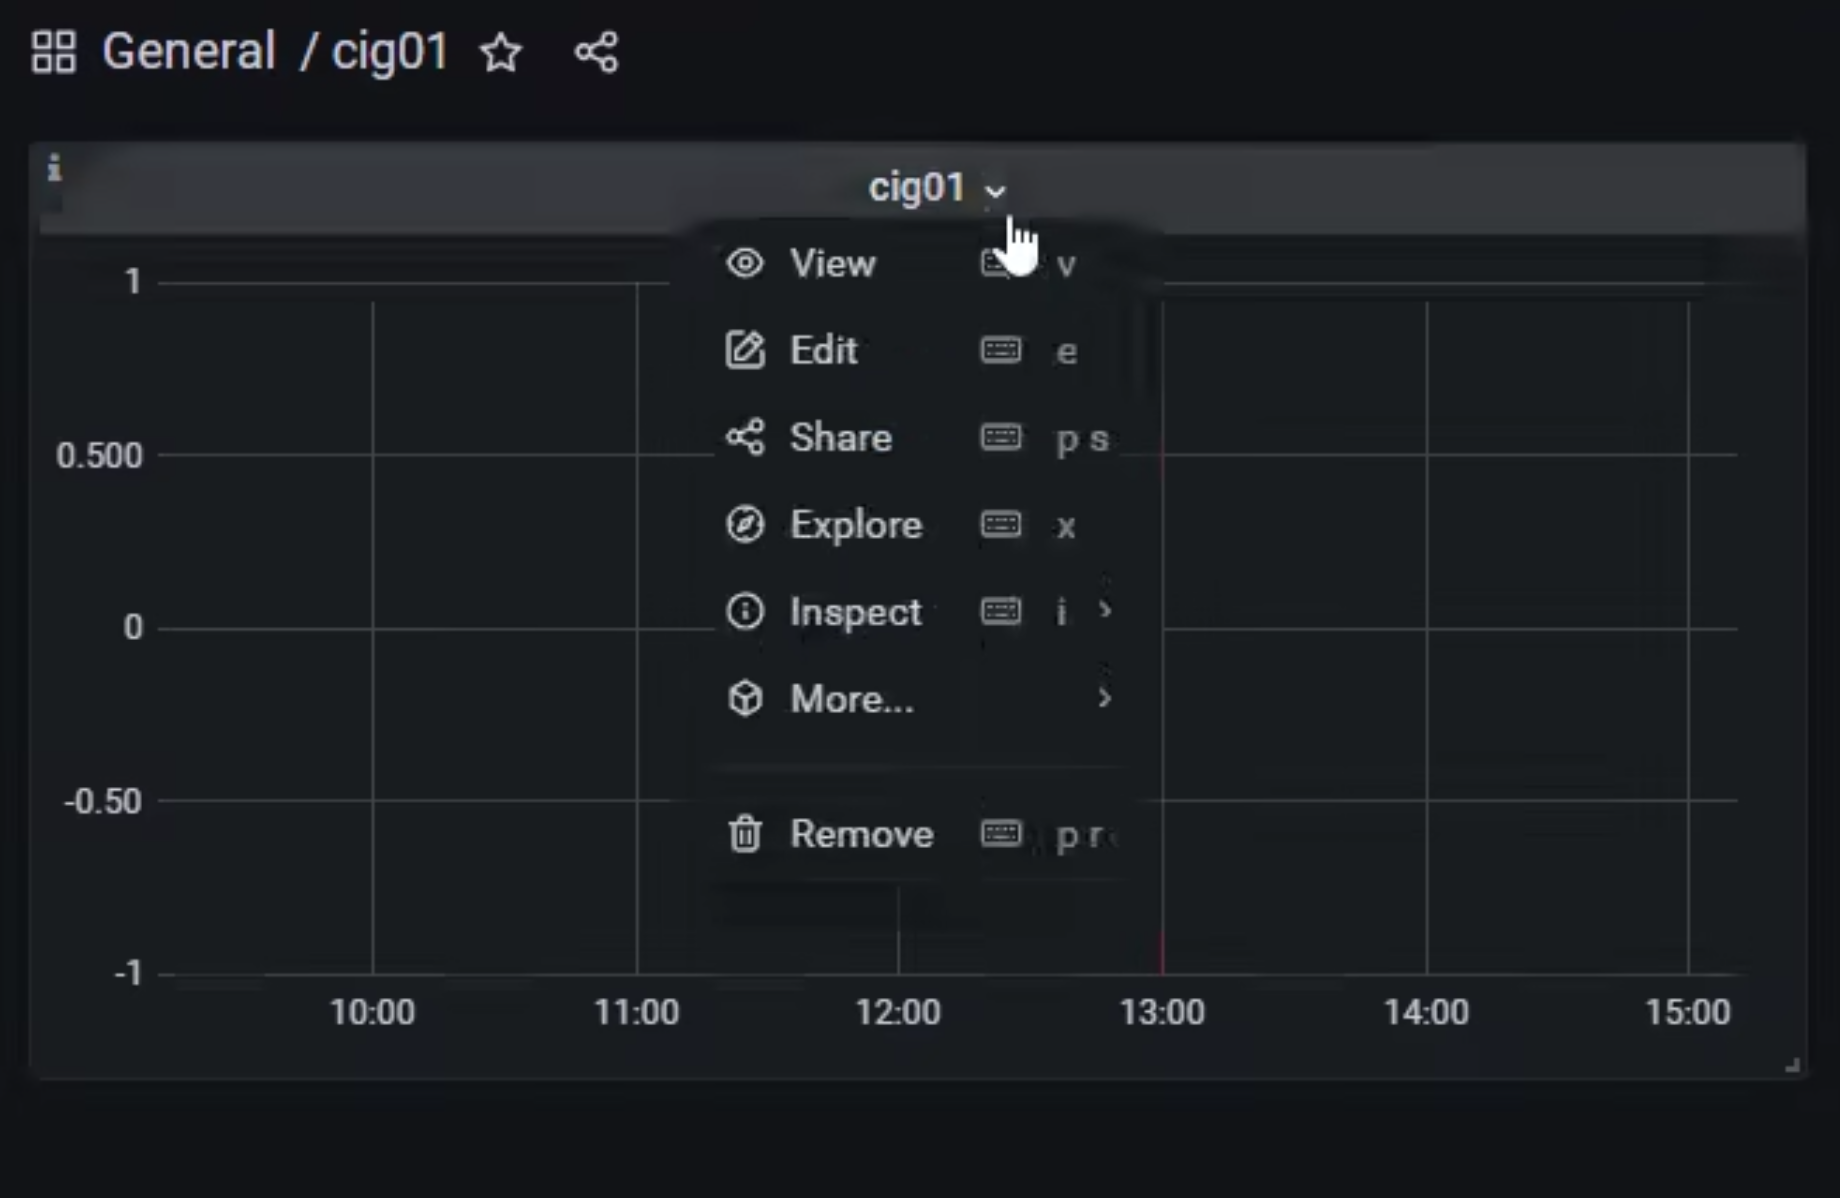 General / cig01
i
cig01
View v
Edit e
Share p s
Explore x
Inspect i
More...
Remove p r
1
0.500
0
-0.50
-1
10:00 11:00 12:00 13:00 14:00 15:00